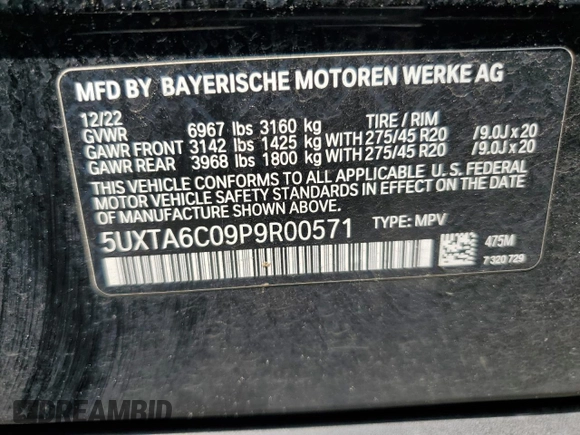 MFD BY BAYERISCHE MOTOREN WERKE AG
12/22 TIRE / RIM
GVWR 6967 lbs 3160 kg
GAWR FRONT 3142 lbs 1425 kg WITH 275/45 R20 /9.0J x 20
GAWR REAR 3968 lbs 1800 kg WITH 275/45 R20 /9.0J x 20
THIS VEHICLE CONFORMS TO ALL APPLICABLE U.S. FEDERAL
MOTOR VEHICLE SAFETY STANDARDS IN EFFECT ON THE DATE
OF MANUFACTURE SHOWN ABOVE.
5UXTA6C09P9R00571 TYPE: MPV
475M
7 320 729
DREAMBID